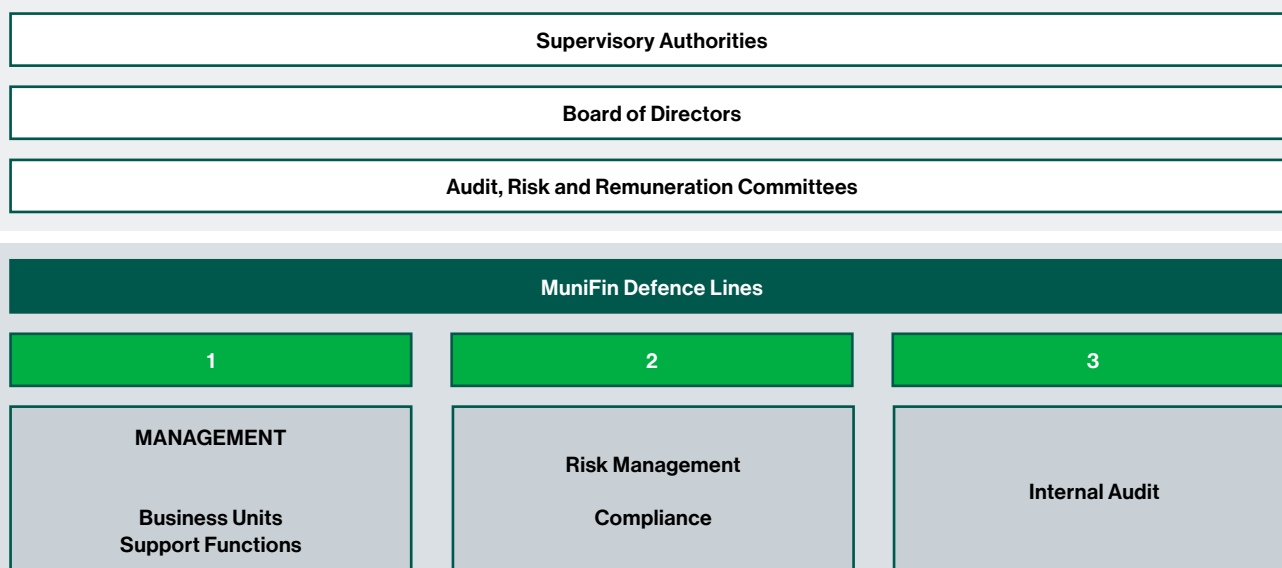 Supervisory Authorities
Board of Directors
Audit, Risk and Remuneration Committees
MuniFin Defence Lines
1
2
3
MANAGEMENT
Business Units
Support Functions
Risk Management
Compliance
Internal Audit